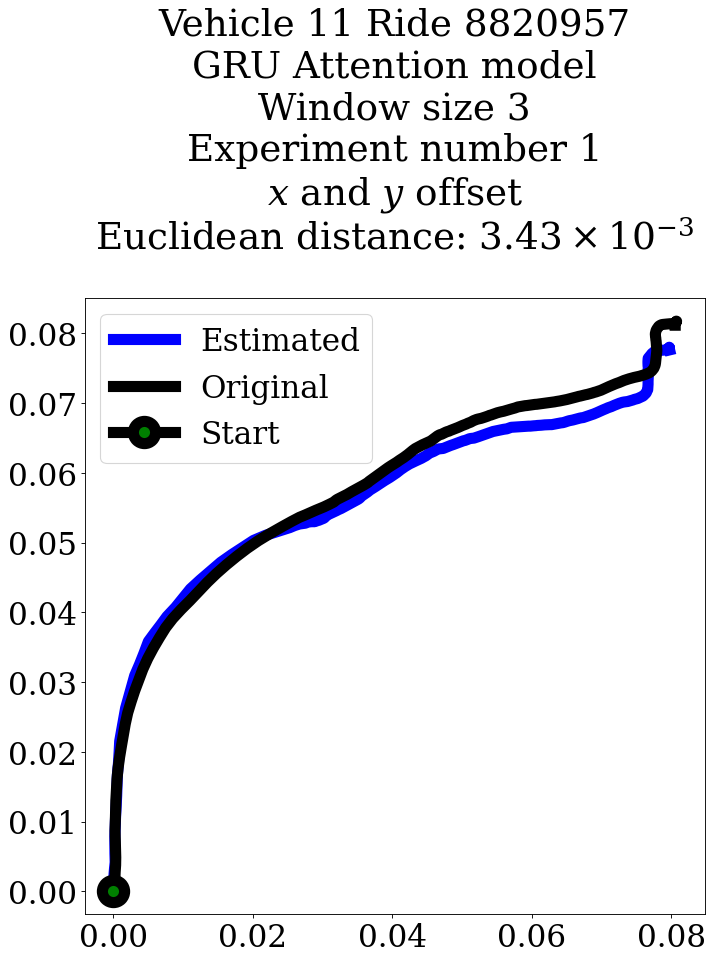 Vehicle 11 Ride 8820957
GRU Attention model
Window size 3
Experiment number 1
x and y offset
Euclidean distance: 3.43 × 10⁻³
Estimated
Original
Start
0.08
0.07
0.06
0.05
0.04
0.03
0.02
0.01
0.00
0.00 0.02 0.04 0.06 0.08